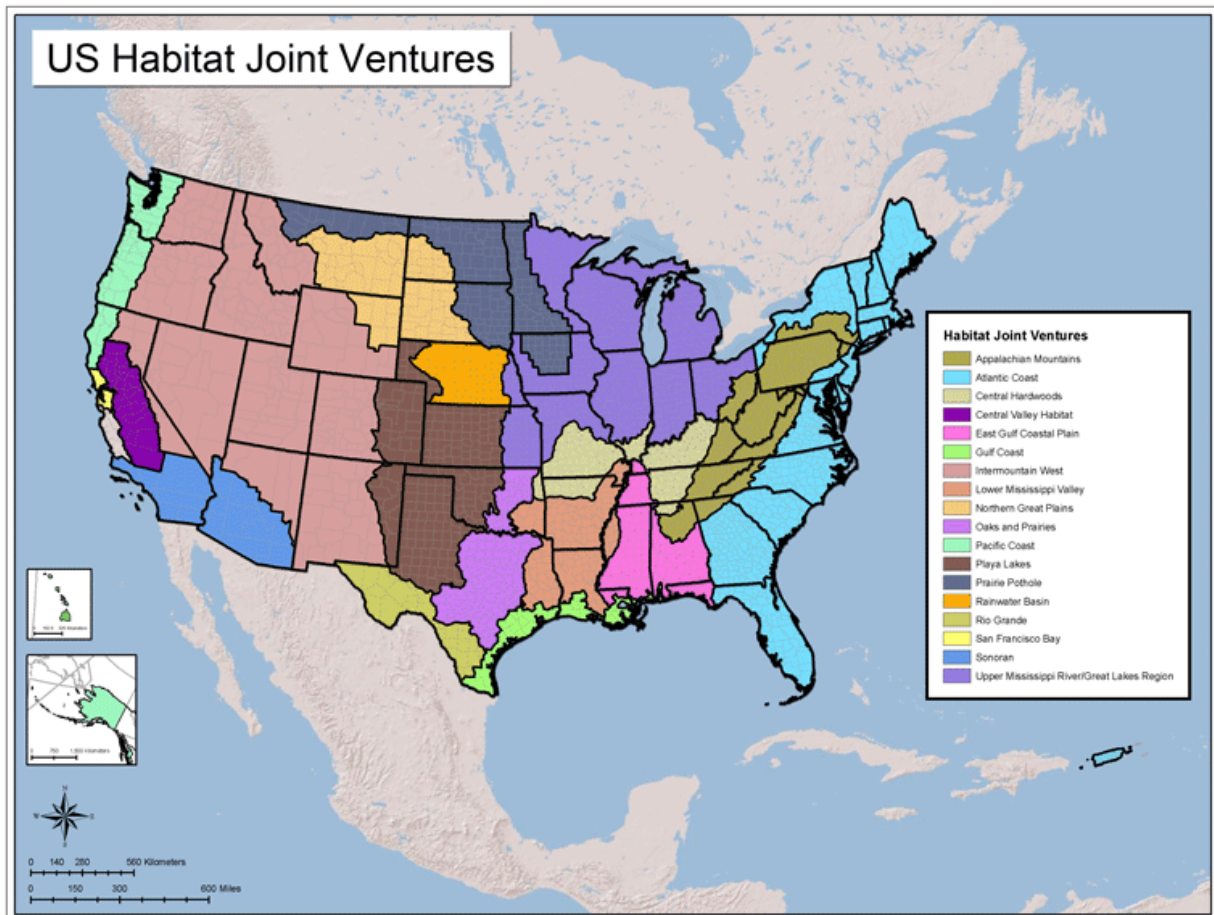 US Habitat Joint Ventures
Habitat Joint Ventures
Appalachian Mountains
Atlantic Coast
Central Hardwoods
Central Valley Habitat
East Gulf Coastal Plain
Gulf Coast
Intermountain West
Lower Mississippi Valley
Northern Great Plains
Oaks and Prairies
Pacific Coast
Playa Lakes
Prairie Pothole
Rainwater Basin
Rio Grande
San Francisco Bay
Sonoran
Upper Mississippi River/Great Lakes Region
N
0 140 280 560 Kilometers
0 150 300 600 Miles